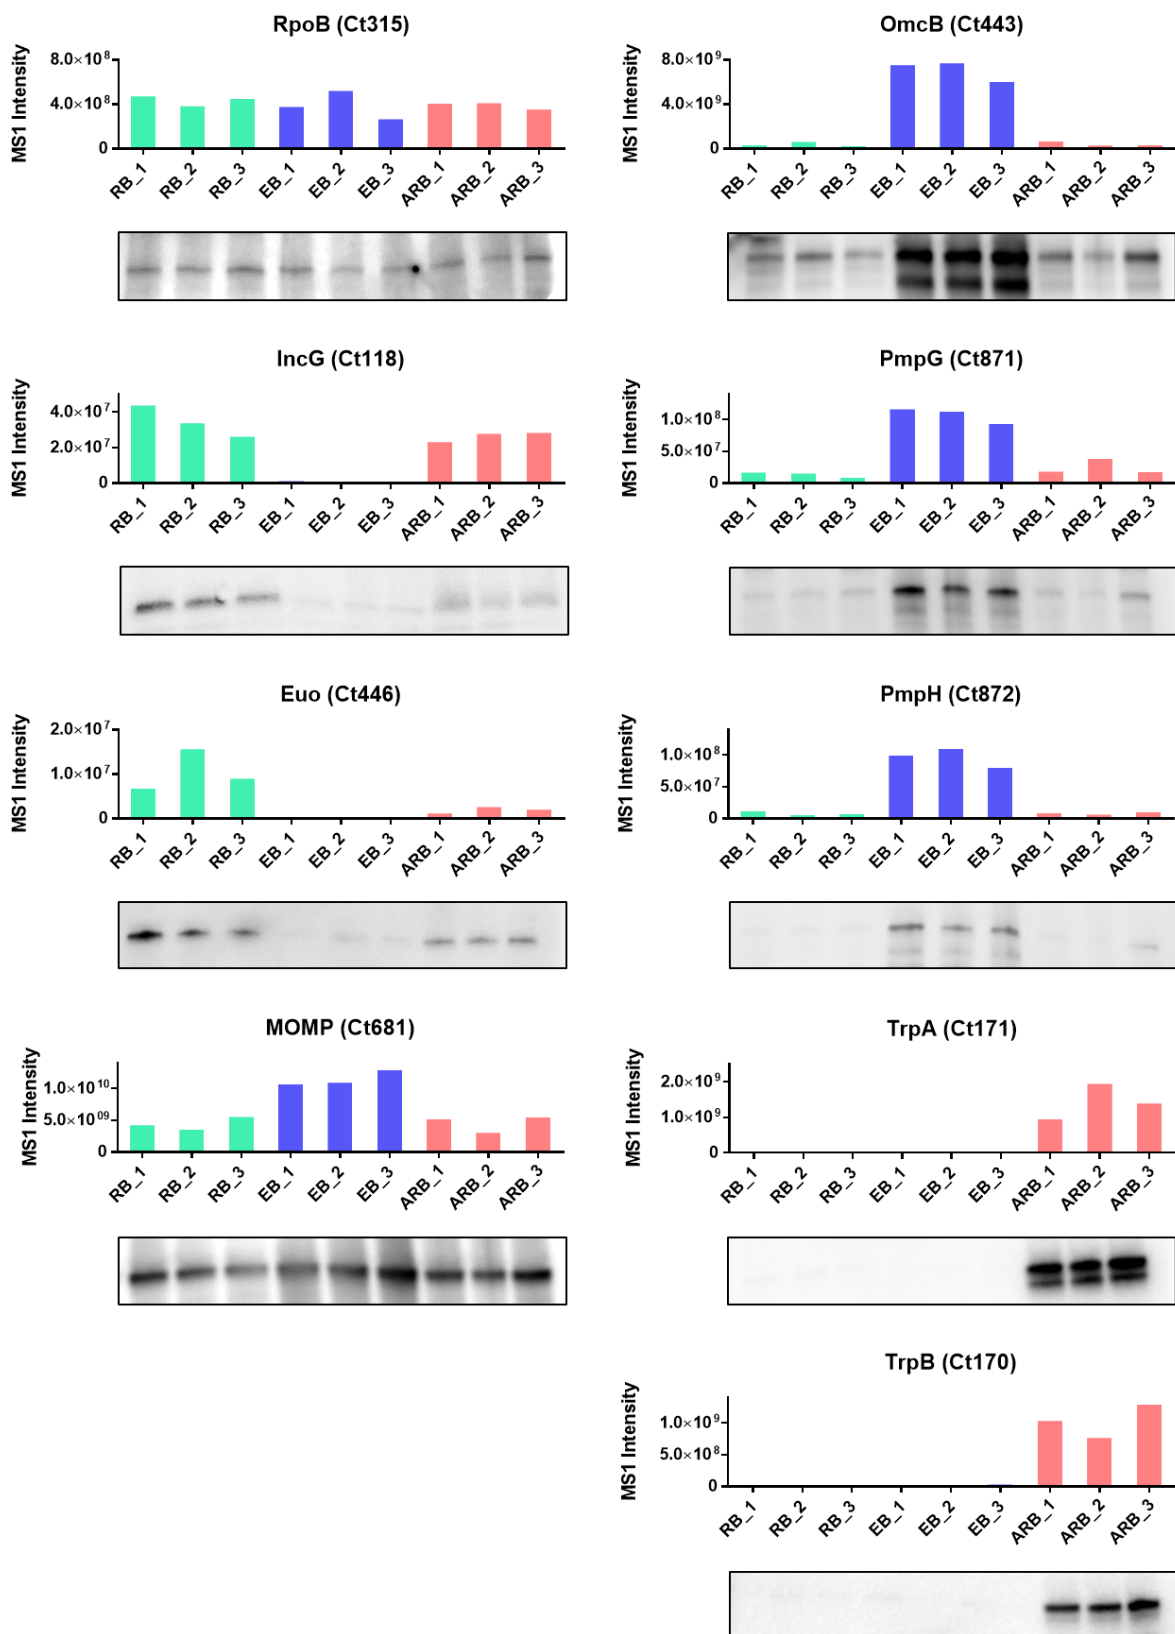 RpoB (Ct315)
MS1 Intensity
8.0×10⁸
4.0×10⁸
0
RB_1 RB_2 RB_3 EB_1 EB_2 EB_3 ARB_1 ARB_2 ARB_3
OmcB (Ct443)
MS1 Intensity
8.0×10⁹
4.0×10⁹
0
RB_1 RB_2 RB_3 EB_1 EB_2 EB_3 ARB_1 ARB_2 ARB_3
IncG (Ct118)
MS1 Intensity
4.0×10⁷
2.0×10⁷
0
RB_1 RB_2 RB_3 EB_1 EB_2 EB_3 ARB_1 ARB_2 ARB_3
PmpG (Ct871)
MS1 Intensity
1.0×10⁸
5.0×10⁷
0
RB_1 RB_2 RB_3 EB_1 EB_2 EB_3 ARB_1 ARB_2 ARB_3
Euo (Ct446)
MS1 Intensity
2.0×10⁷
1.0×10⁷
0
RB_1 RB_2 RB_3 EB_1 EB_2 EB_3 ARB_1 ARB_2 ARB_3
PmpH (Ct872)
MS1 Intensity
1.0×10⁸
5.0×10⁷
0
RB_1 RB_2 RB_3 EB_1 EB_2 EB_3 ARB_1 ARB_2 ARB_3
MOMP (Ct681)
MS1 Intensity
1.0×10¹⁰
5.0×10⁰⁹
0
RB_1 RB_2 RB_3 EB_1 EB_2 EB_3 ARB_1 ARB_2 ARB_3
TrpA (Ct171)
MS1 Intensity
2.0×10⁹
1.0×10⁹
0
RB_1 RB_2 RB_3 EB_1 EB_2 EB_3 ARB_1 ARB_2 ARB_3
TrpB (Ct170)
MS1 Intensity
1.0×10⁹
5.0×10⁸
0
RB_1 RB_2 RB_3 EB_1 EB_2 EB_3 ARB_1 ARB_2 ARB_3